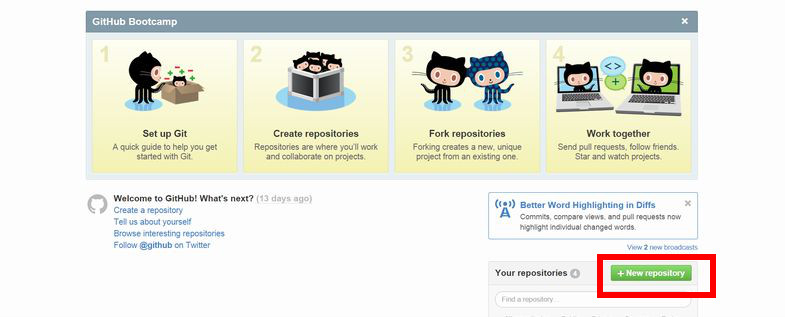 GitHub Bootcamp
1
Set up Git
A quick guide to help you get
started with Git.
2
Create repositories
Repositories are where you'll work
and collaborate on projects.
3
Fork repositories
Forking creates a new, unique
project from an existing one.
4
Work together
Send pull requests, follow friends.
Star and watch projects.
Welcome to GitHub! What's next? (13 days ago)
Create a repository
Tell us about yourself
Browse interesting repositories
Follow @github on Twitter
Better Word Highlighting in Diffs
Commits, compare views, and pull requests now
highlight individual changed words.
View 2 new broadcasts
Your repositories 4
+ New repository
Find a repository...